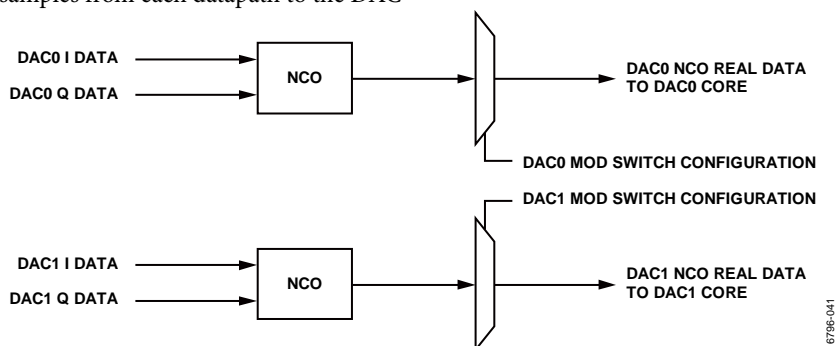 samples from each datapath to the DAC
DAC0 I DATA
DAC0 Q DATA
NCO
DAC0 NCO REAL DATA
TO DAC0 CORE
DAC0 MOD SWITCH CONFIGURATION
DAC1 MOD SWITCH CONFIGURATION
DAC1 I DATA
DAC1 Q DATA
NCO
DAC1 NCO REAL DATA
TO DAC1 CORE
6796-041